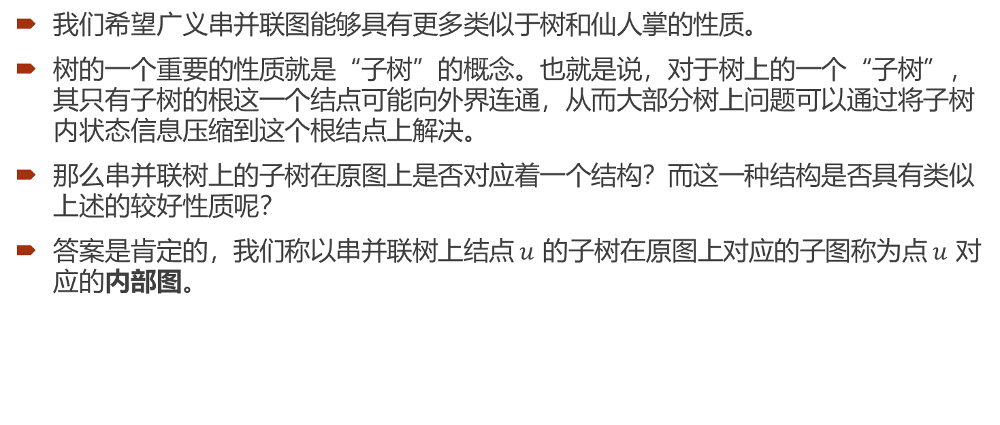 我们希望广义串并联图能够具有更多类似于树和仙人掌的性质。
树的一个重要的性质就是“子树”的概念。也就是说，对于树上的一个“子树”，
其只有子树的根这一个结点可能向外界连通，从而大部分树上问题可以通过将子树
内状态信息压缩到这个根结点上解决。
那么串并联树上的子树在原图上是否对应着一个结构？而这一种结构是否具有类似
上述的较好性质呢？
答案是肯定的，我们称以串并联树上结点 u 的子树在原图上对应的子图称为点 u 对
应的内部图。